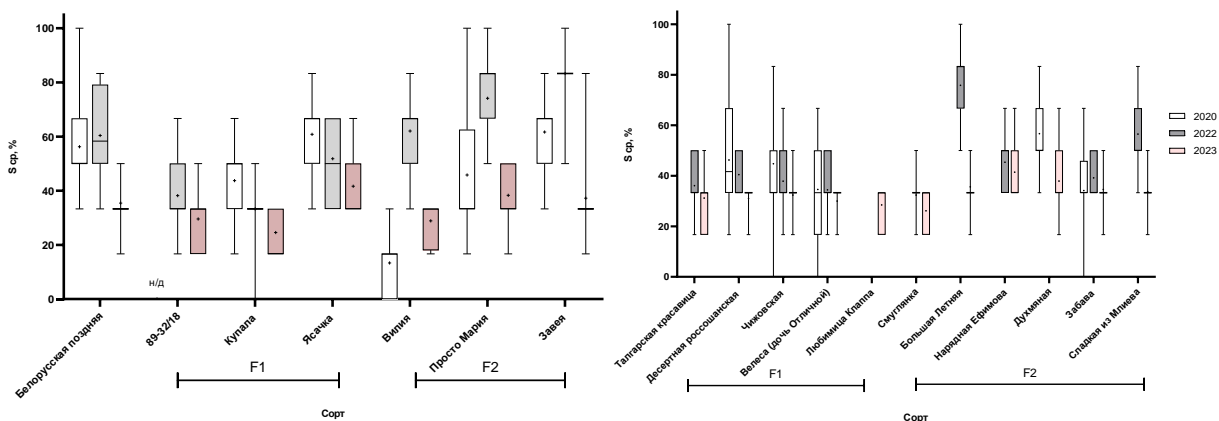 S ср, %
100
80
60
40
20
0
н/д
Белорусская поздняя
89-32/18
Купала
Ясачка
Вилия
Просто Мария
Завея
F1
F2
Сорт
S ср, %
100
80
60
40
20
0
Талгарская красавица
Десертная россошанская
Чижовская
Велеса (дочь Отличной)
Любимица Клаппа
Смуглянка
Большая Летняя
Нарядная Ефимова
Духмяная
Забава
Сладкая из Млиева
F1
F2
Сорт
2020
2022
2023